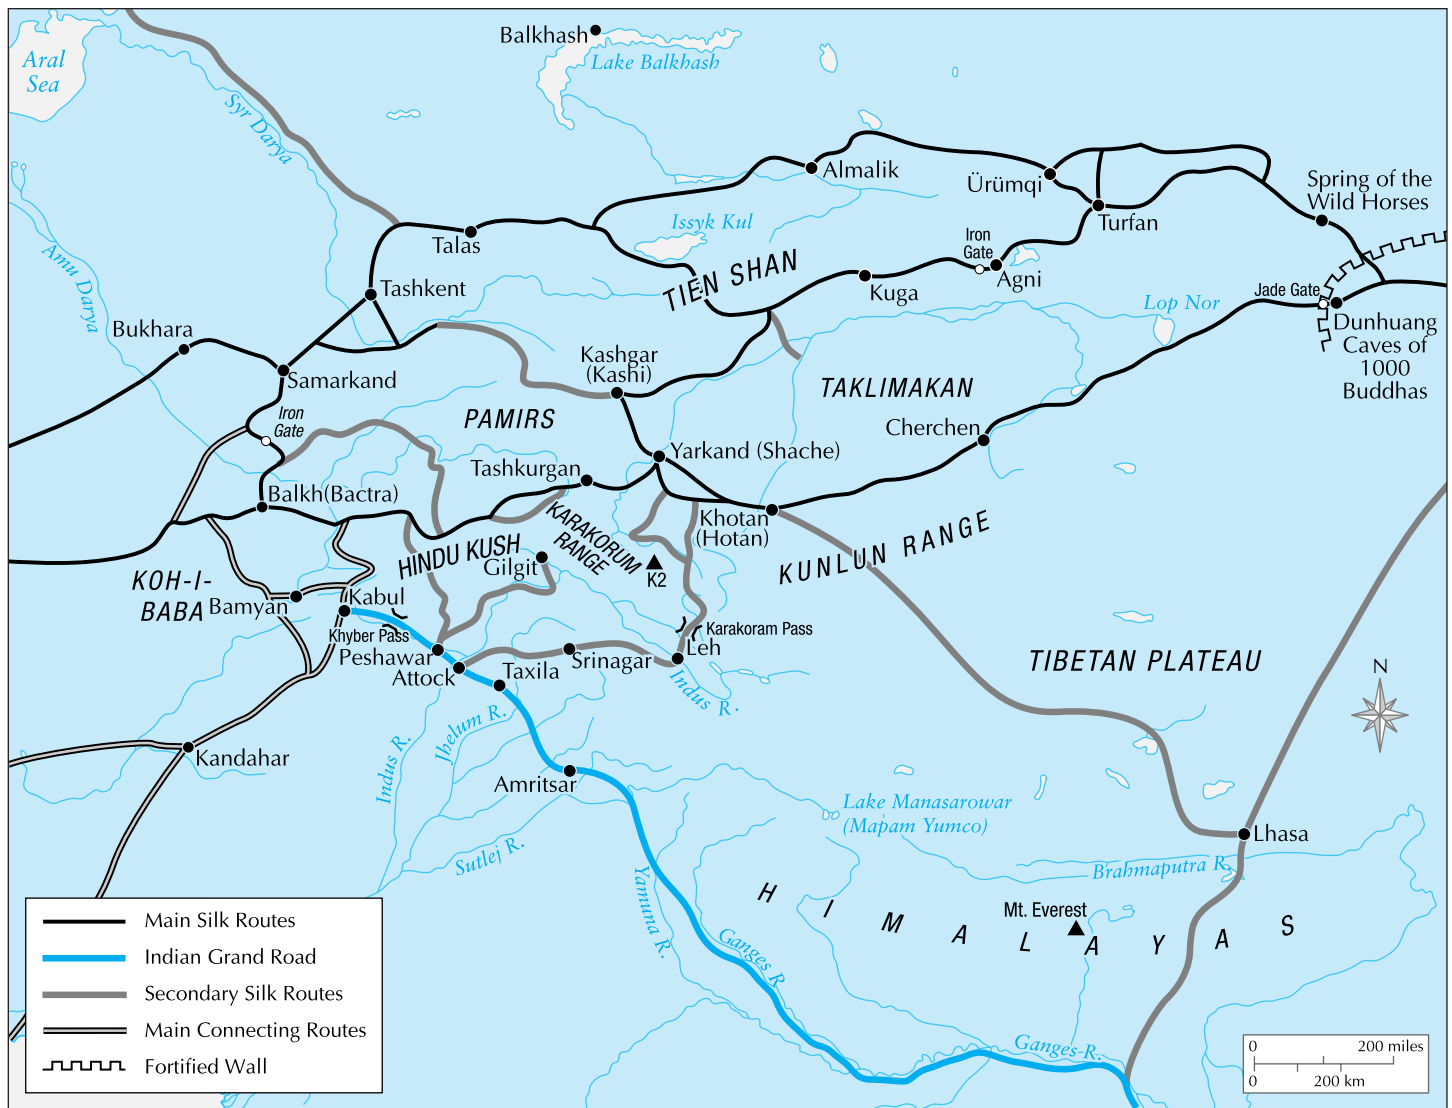 Aral
Sea
Balkhash
Lake Balkhash
Syr Darya
Almalik
Ürümqi
Spring of the
Wild Horses
Turfan
Issyk Kul
Talas
Iron
Gate
Agni
TIEN SHAN
Amu Darya
Tashkent
Kuga
Jade Gate
Lop Nor
Bukhara
Dunhuang
Caves of
1000
Buddhas
Kashgar
(Kashi)
Samarkand
TAKLIMAKAN
PAMIRS
Iron
Gate
Cherchen
Yarkand (Shache)
Tashkurgan
Balkh(Bactra)
Khotan
(Hotan)
KARAKORUM
RANGE
KUNLUN RANGE
HINDU KUSH
Gilgit
K2
KOH-I-
BABA
Bamyan
Kabul
Khyber Pass
Karakoram Pass
Peshawar
Leh
Srinagar
Attock
Taxila
TIBETAN PLATEAU
N
Indus R.
Jhelum R.
Kandahar
Indus R.
Amritsar
Lake Manasarowar
(Mapam Yumco)
Lhasa
Sutlej R.
Brahmaputra R.
Yamuna R.
HIMALAYAS
Mt. Everest
Ganges R.
Ganges R.
Main Silk Routes
Indian Grand Road
Secondary Silk Routes
Main Connecting Routes
Fortified Wall
0 200 miles
0 200 km